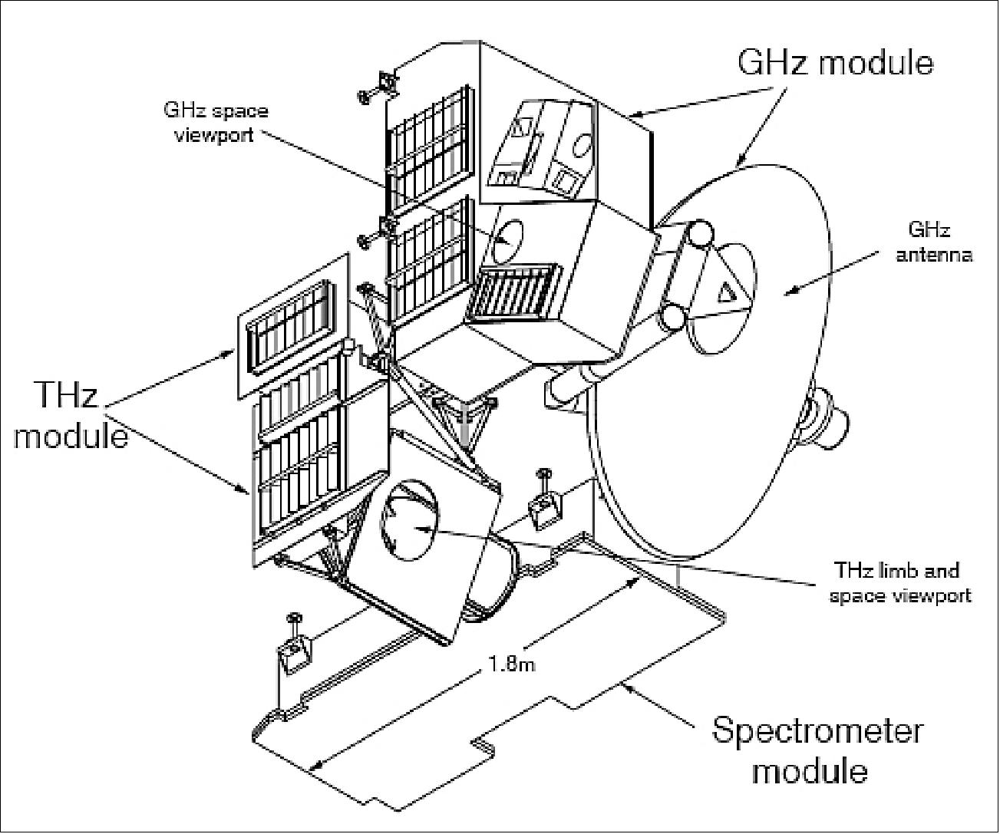 GHz module
GHz space
viewport
GHz
antenna
THz
module
THz limb and
space viewport
1.8m
Spectrometer
module